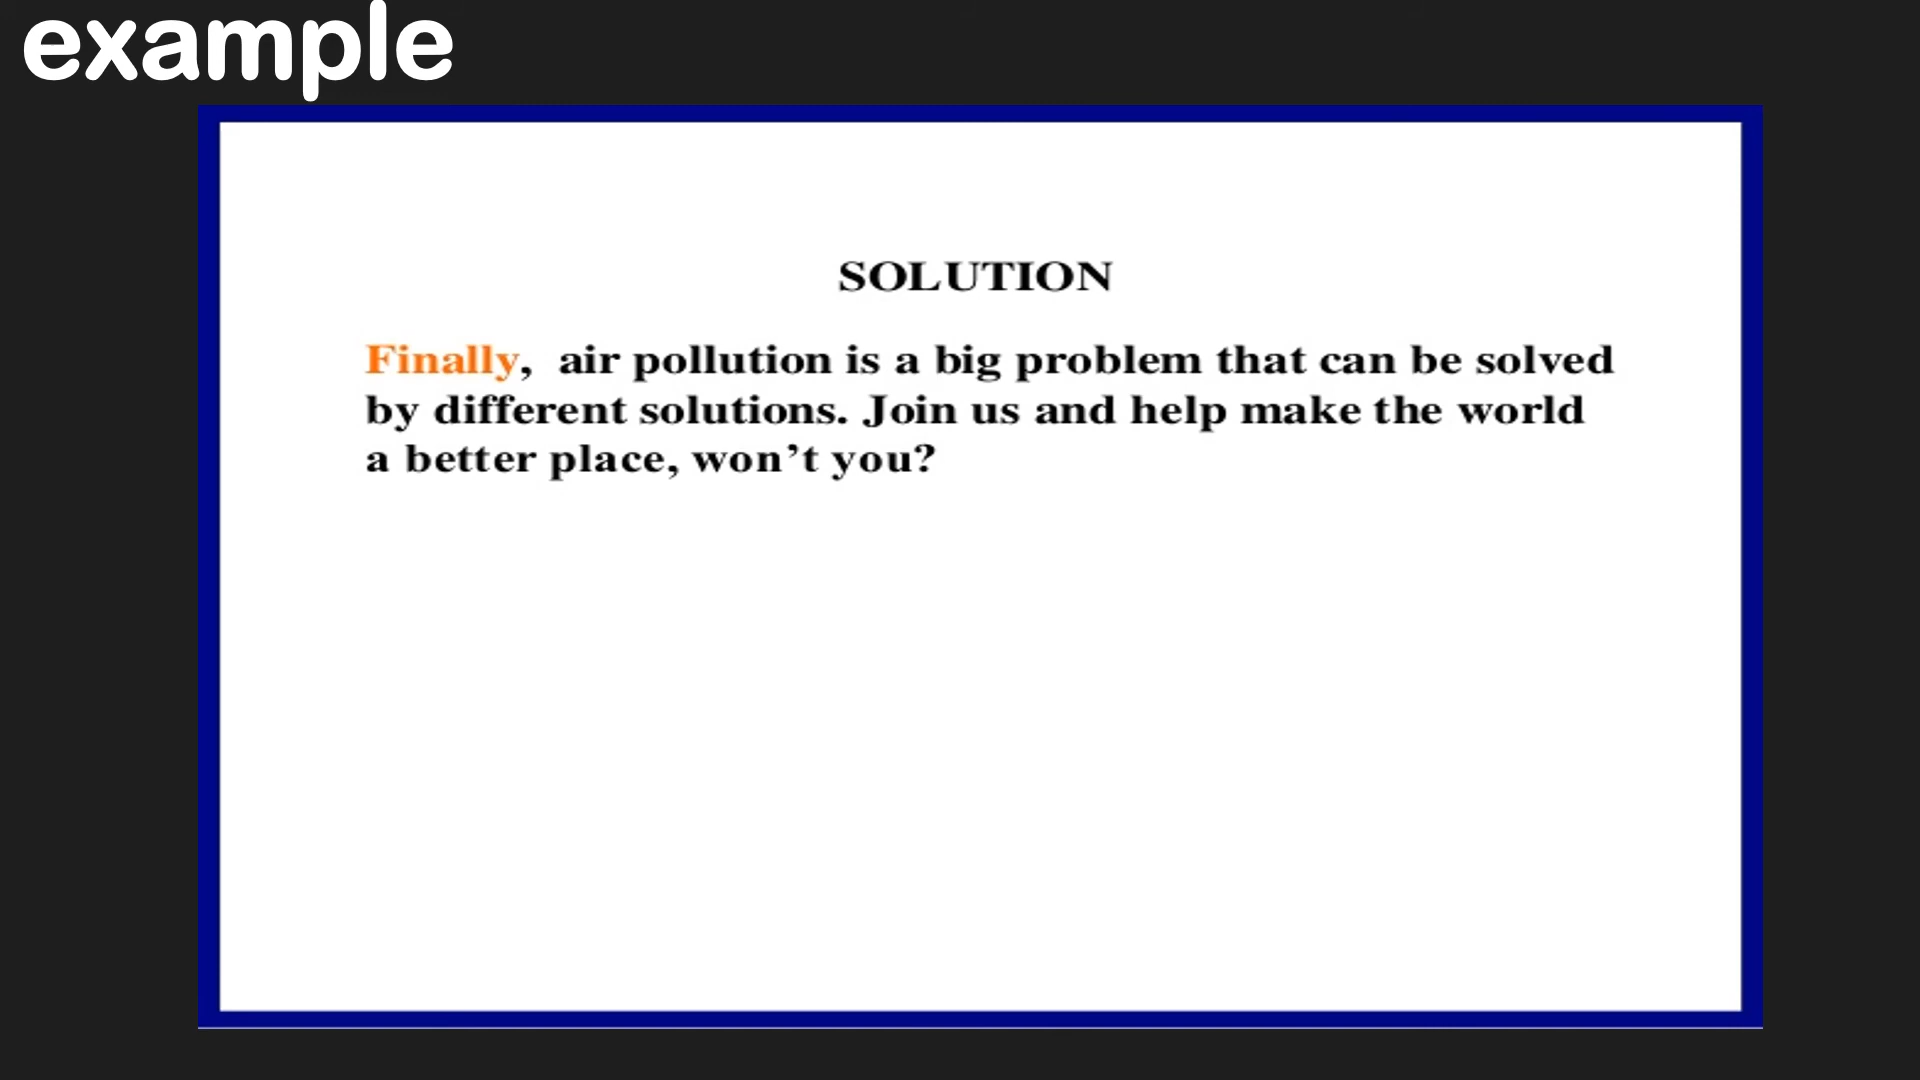 example
SOLUTION
Finally, air pollution is a big problem that can be solved
by different solutions. Join us and help make the world
a better place, won’t you?